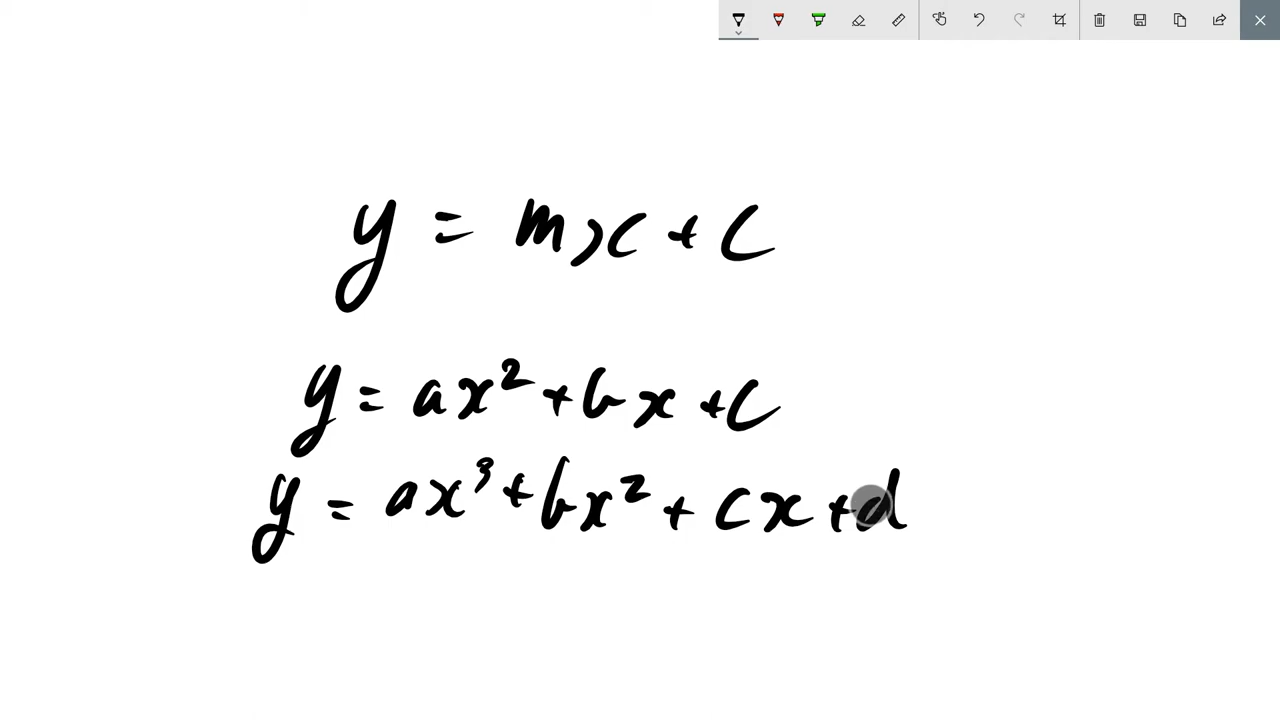 y = mx + c
y = ax² + bx + c
y = ax³ + bx² + cx + d